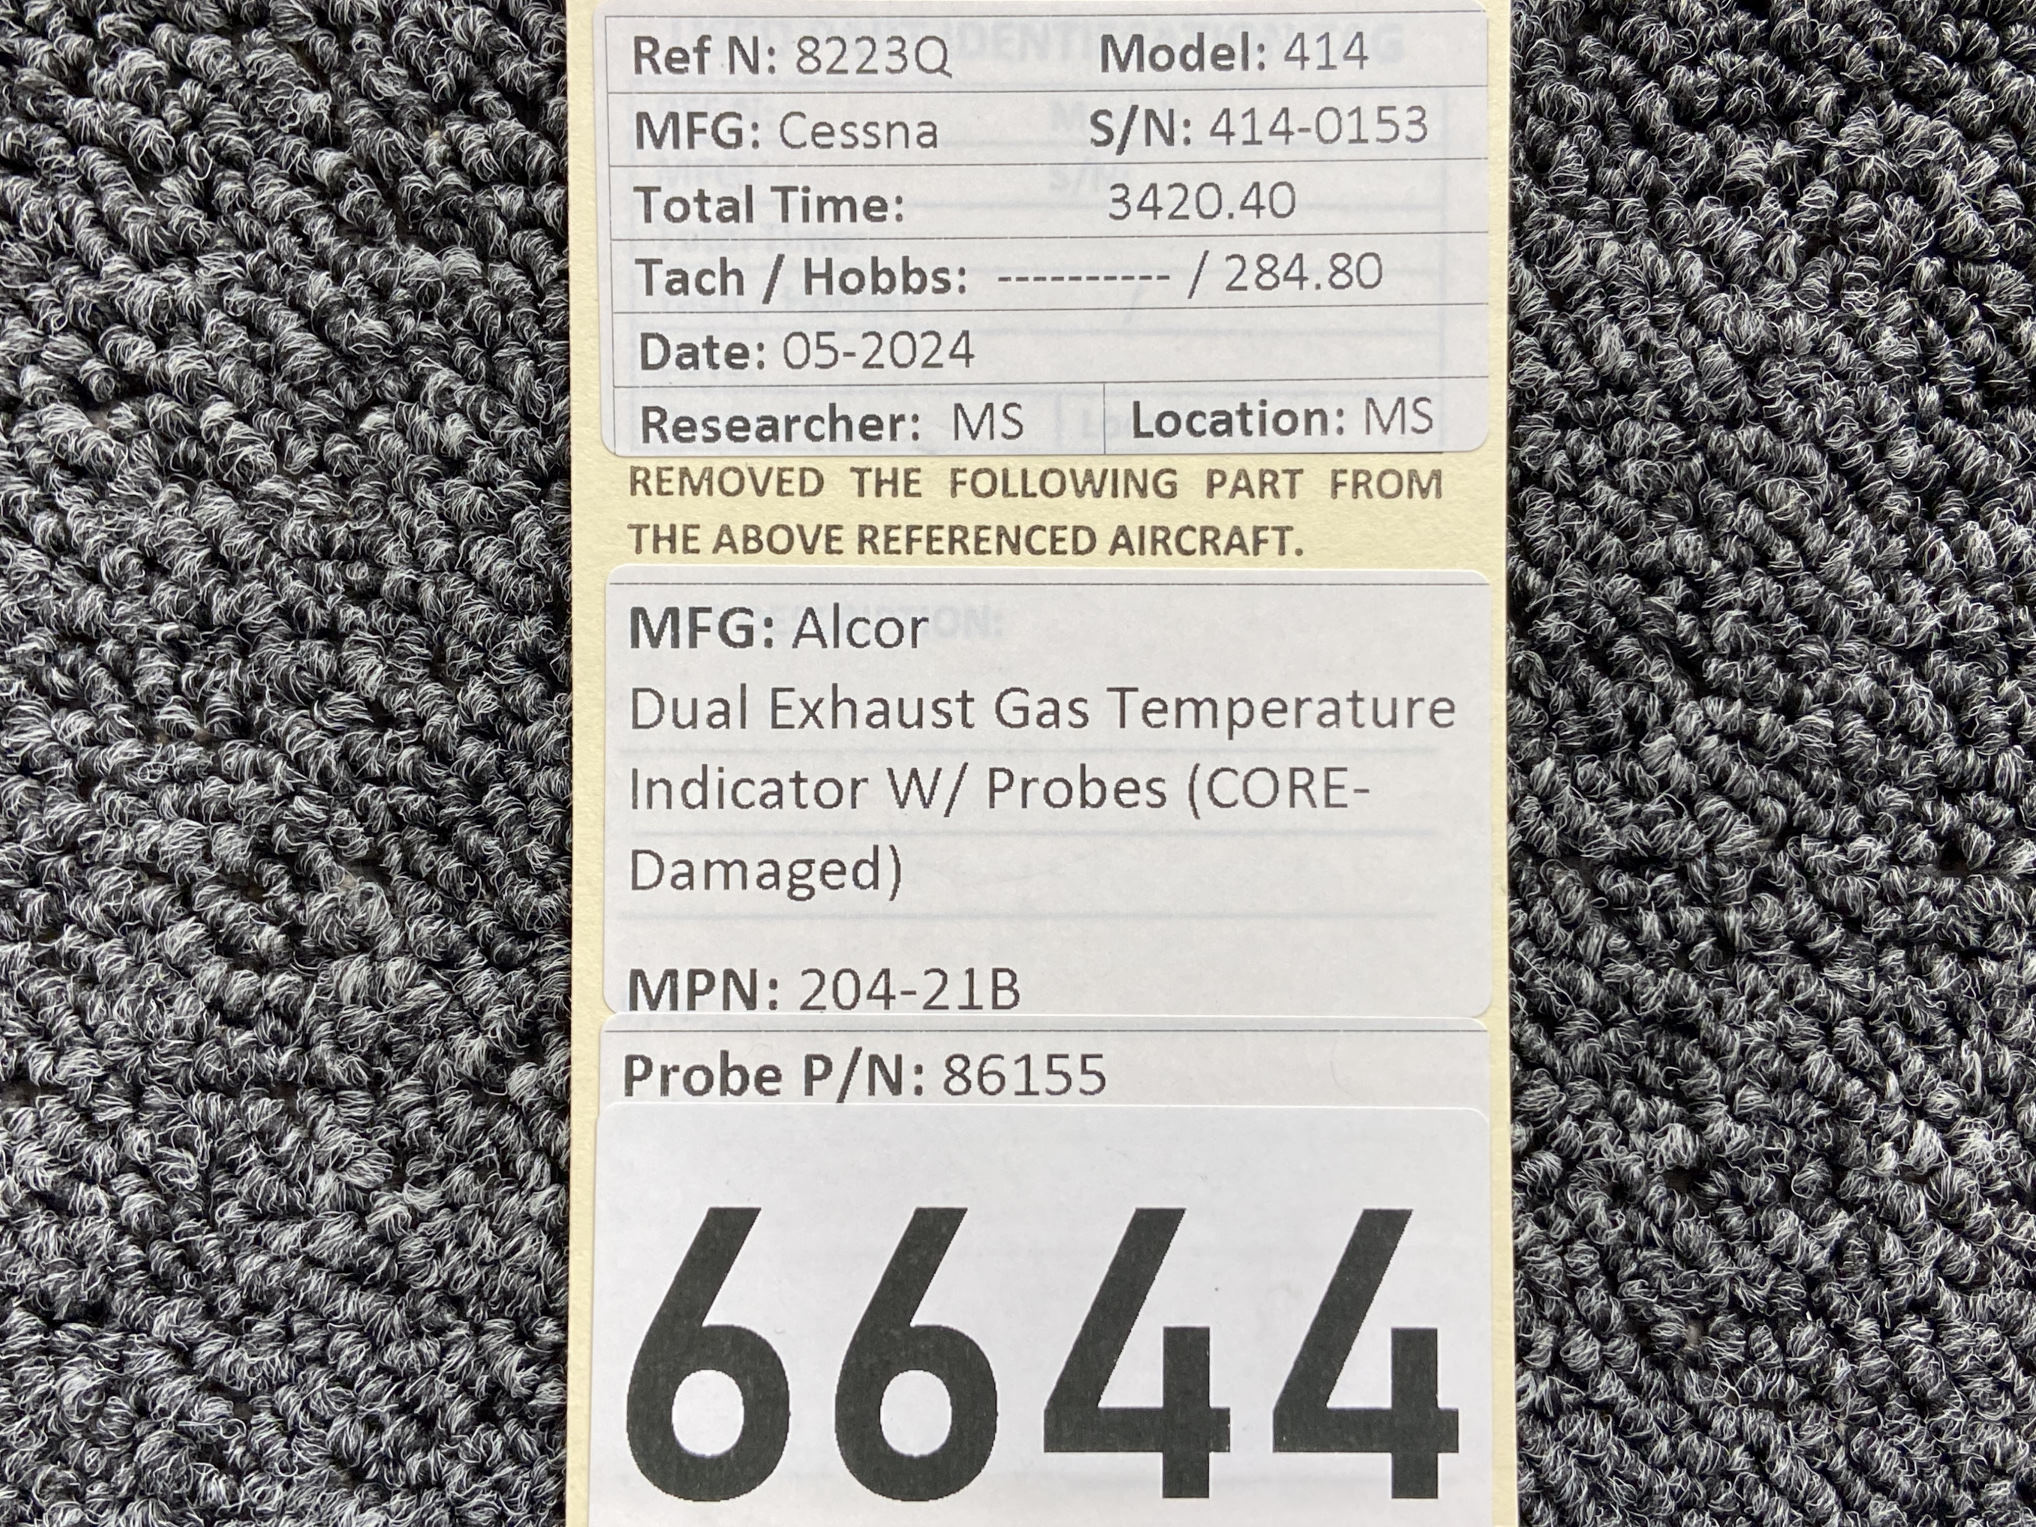 Ref N: 8223Q Model: 414
MFG: Cessna S/N: 414-0153
Total Time: 3420.40
Tach / Hobbs: ---------- / 284.80
Date: 05-2024
Researcher: MS Location: MS
REMOVED THE FOLLOWING PART FROM
THE ABOVE REFERENCED AIRCRAFT.
MFG: Alcor
Dual Exhaust Gas Temperature
Indicator W/ Probes (CORE-
Damaged)
MPN: 204-21B
Probe P/N: 86155
6644